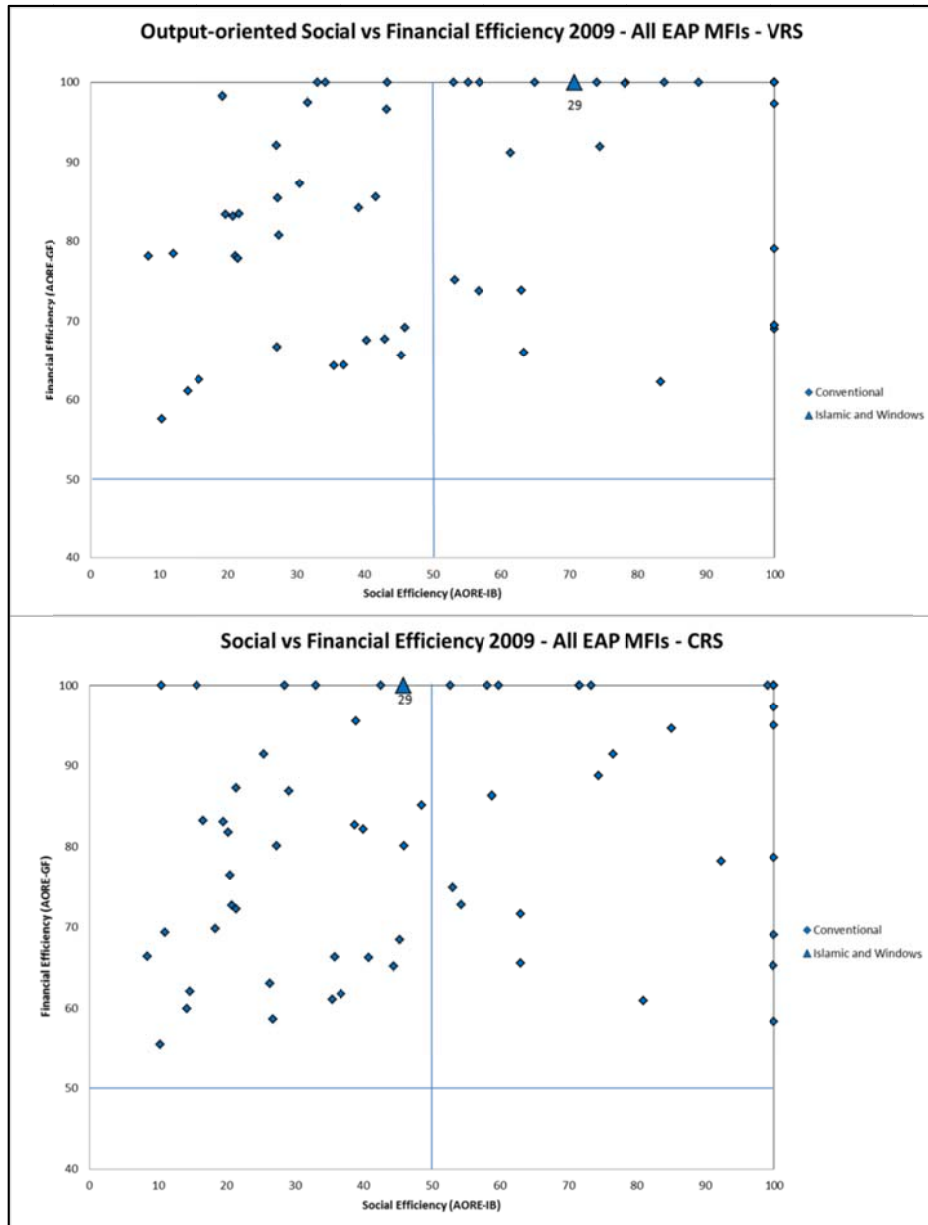 Output-oriented Social vs Financial Efficiency 2009 - All EAP MFIs - VRS
100
90
80
70
60
50
40
Financial Efficiency (AORE-GF)
29
0 10 20 30 40 50 60 70 80 90 100
Social Efficiency (AORE-IB)
Conventional
Islamic and Windows
Social vs Financial Efficiency 2009 - All EAP MFIs - CRS
100
90
80
70
60
50
40
Financial Efficiency (AORE-GF)
29
0 10 20 30 40 50 60 70 80 90 100
Social Efficiency (AORE-IB)
Conventional
Islamic and Windows